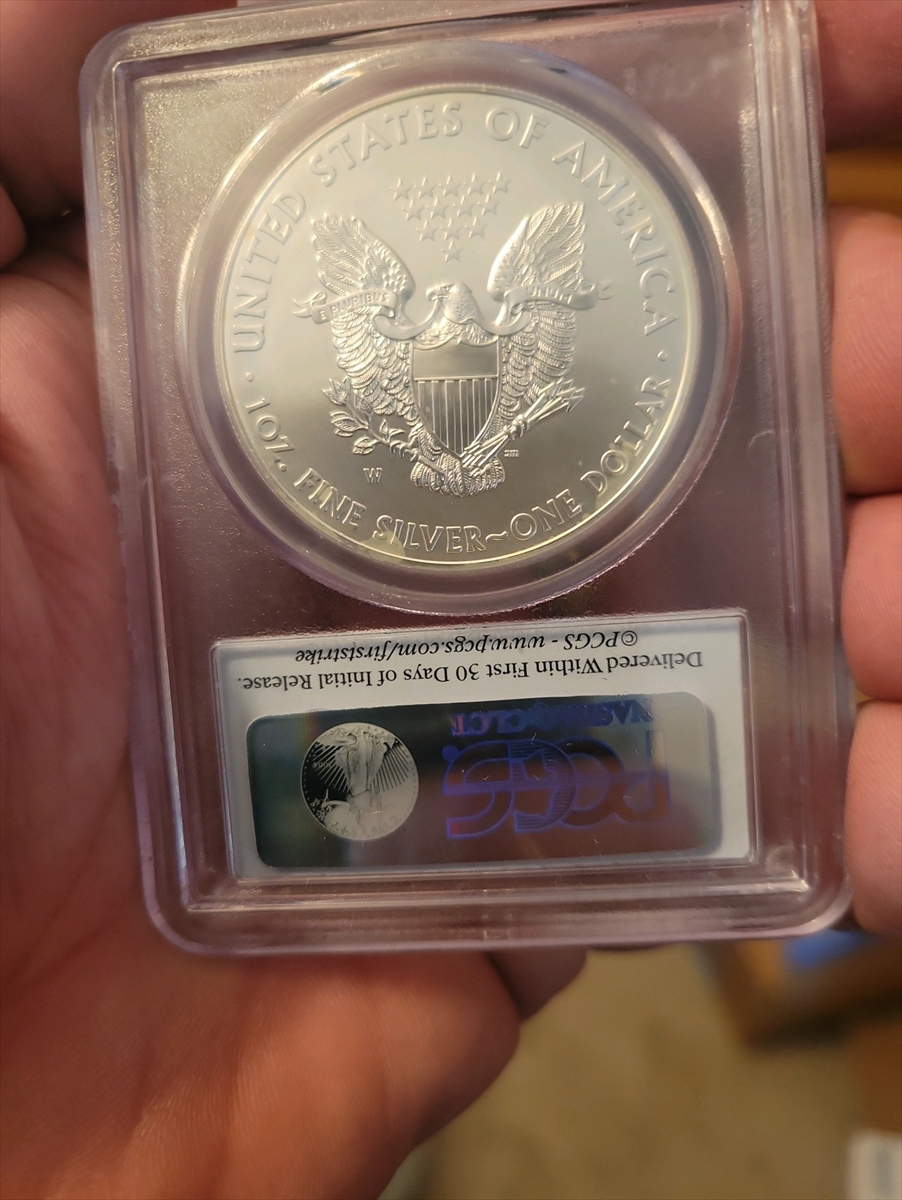 UNITED STATES OF AMERICA
E PLURIBUS UNUM
W
· 1 OZ. FINE SILVER~ONE DOLLAR ·
Delivered Within First 30 Days of Initial Release.
©PCGS - www.pcgs.com/firststrike
PCGS